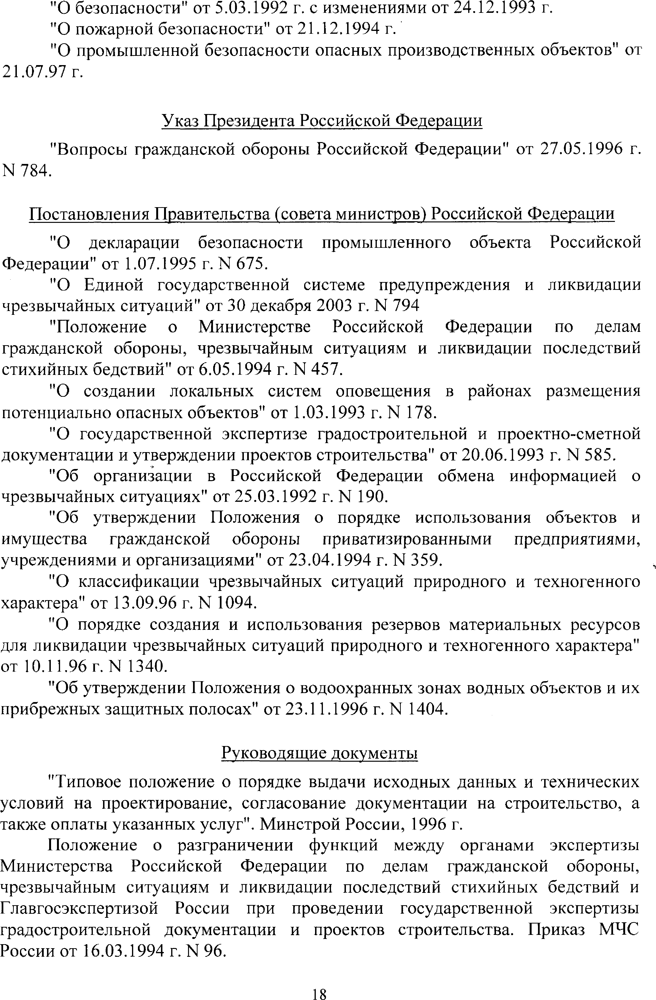 "О безопасности" от 5.03.1992 г. с изменениями от 24.12.1993 г.
"О пожарной безопасности" от 21.12.1994 г.
"О промышленной безопасности опасных производственных объектов" от
21.07.97 г.
Указ Президента Российской Федерации
"Вопросы гражданской обороны Российской Федерации" от 27.05.1996 г.
N 784.
Постановления Правительства (совета министров) Российской Федерации
"О декларации безопасности промышленного объекта Российской
Федерации" от 1.07.1995 г. N 675.
"О Единой государственной системе предупреждения и ликвидации
чрезвычайных ситуаций" от 30 декабря 2003 г. N 794
"Положение о Министерстве Российской Федерации по делам
гражданской обороны, чрезвычайным ситуациям и ликвидации последствий
стихийных бедствий" от 6.05.1994 г. N 457.
"О создании локальных систем оповещения в районах размещения
потенциально опасных объектов" от 1.03.1993 г. N 178.
"О государственной экспертизе градостроительной и проектно-сметной
документации и утверждении проектов строительства" от 20.06.1993 г. N 585.
"Об организации в Российской Федерации обмена информацией о
чрезвычайных ситуациях" от 25.03.1992 г. N 190.
"Об утверждении Положения о порядке использования объектов и
имущества гражданской обороны приватизированными предприятиями,
учреждениями и организациями" от 23.04.1994 г. N 359.
"О классификации чрезвычайных ситуаций природного и техногенного
характера" от 13.09.96 г. N 1094.
"О порядке создания и использования резервов материальных ресурсов
для ликвидации чрезвычайных ситуаций природного и техногенного характера"
от 10.11.96 г. N 1340.
"Об утверждении Положения о водоохранных зонах водных объектов и их
прибрежных защитных полосах" от 23.11.1996 г. N 1404.
Руководящие документы
"Типовое положение о порядке выдачи исходных данных и технических
условий на проектирование, согласование документации на строительство, а
также оплаты указанных услуг". Минстрой России, 1996 г.
Положение о разграничении функций между органами экспертизы
Министерства Российской Федерации по делам гражданской обороны,
чрезвычайным ситуациям и ликвидации последствий стихийных бедствий и
Главгосэкспертизой России при проведении государственной экспертизы
градостроительной документации и проектов строительства. Приказ МЧС
России от 16.03.1994 г. N 96.
18